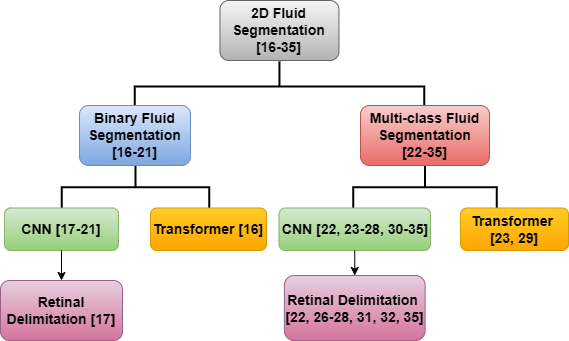 2D Fluid
Segmentation
[16-35]
Binary Fluid
Segmentation
[16-21]
Multi-class Fluid
Segmentation
[22-35]
CNN [17-21]
Transformer [16]
CNN [22, 23-28, 30-35]
Transformer
[23, 29]
Retinal
Delimitation [17]
Retinal Delimitation
[22, 26-28, 31, 32, 35]